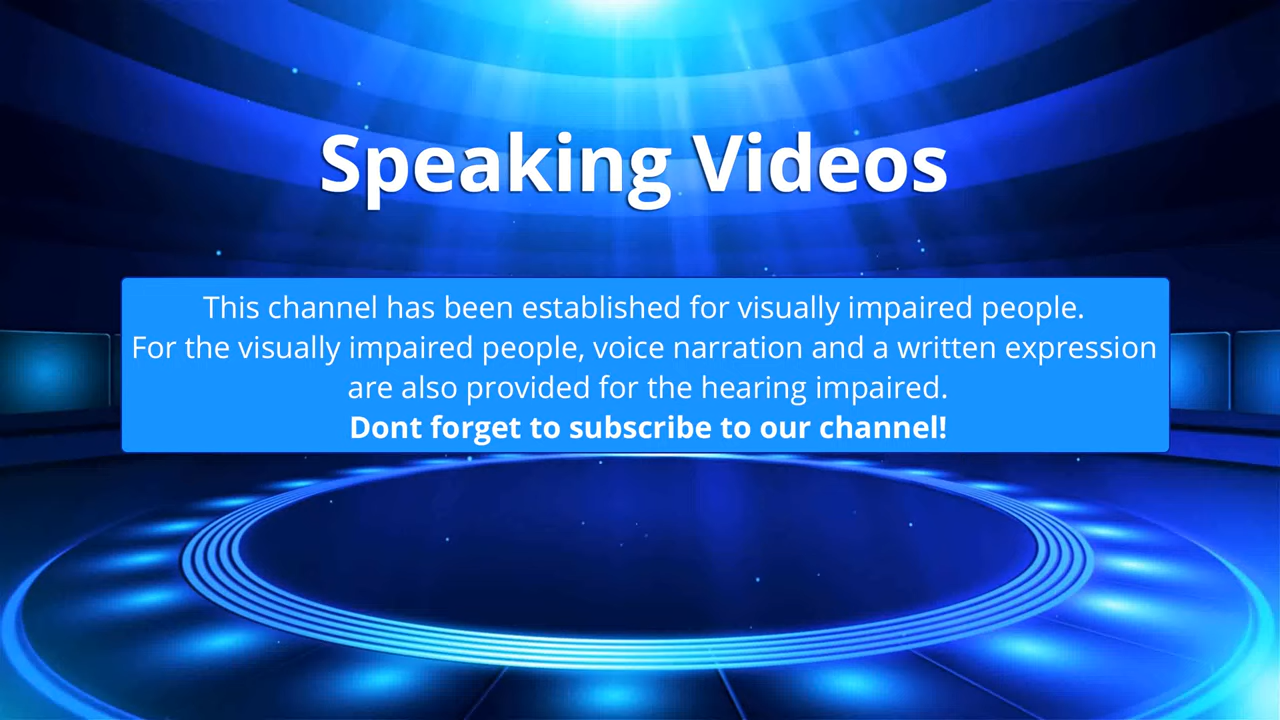 Speaking Videos
This channel has been established for visually impaired people.
For the visually impaired people, voice narration and a written expression
are also provided for the hearing impaired.
Dont forget to subscribe to our channel!